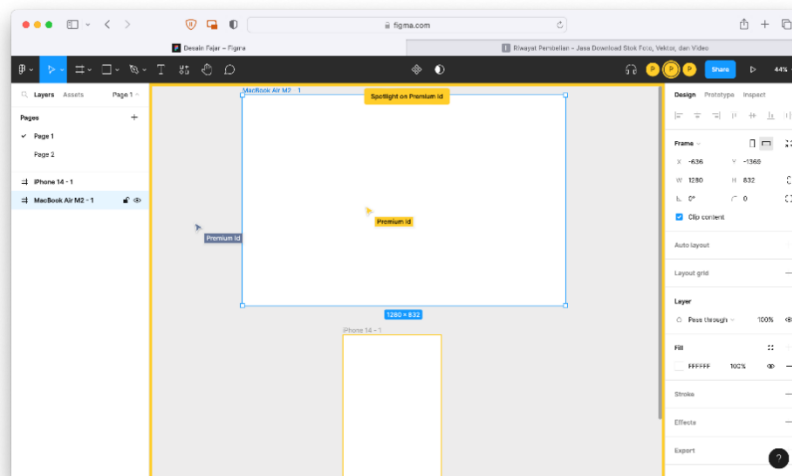 figma.com
Desain Fajar – Figma
Riwayat Pembelian - Jasa Download Stok Foto, Vektor, dan Video
P P P
Share
44%
Layers Assets Page 1
Pages
Page 1
Page 2
iPhone 14 - 1
MacBook Air M2 - 1
MacBook Air M2 - 1
Spotlight on Premium id
Premium id
Premium id
1280 × 832
iPhone 14 - 1
Design Prototype Inspect
Frame
X -636 Y -1369
W 1280 H 832
0° 0
Clip content
Auto layout
Layout grid
Layer
Pass through 100%
Fill
FFFFFF 100%
Stroke
Effects
Export
?